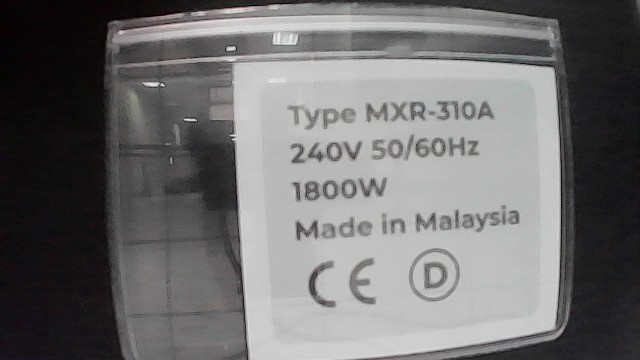 Type MXR-310A
240V 50/60Hz
1800W
Made in Malaysia
CE D